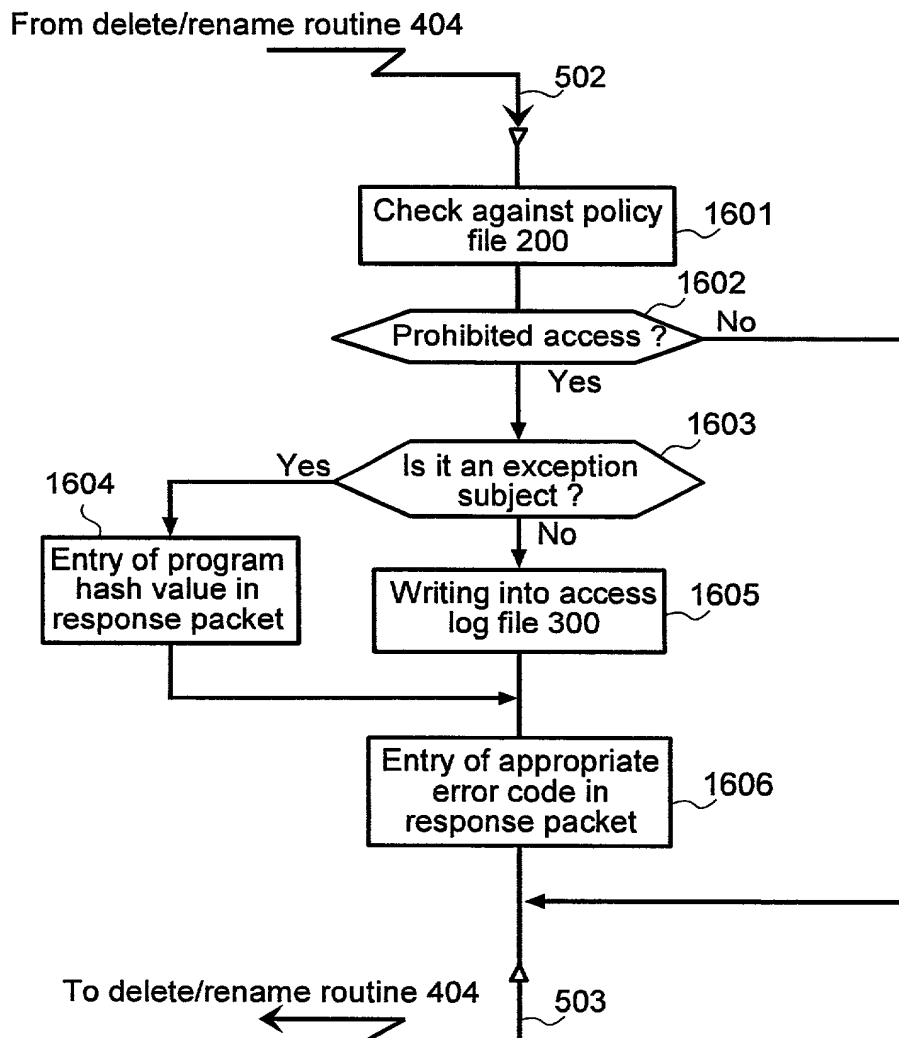 From delete/rename routine 404
502
Check against policy
file 200
1601
1602
Prohibited access ?
No
Yes
1603
Is it an exception
subject ?
Yes
No
1604
Entry of program
hash value in
response packet
Writing into access
log file 300
1605
Entry of appropriate
error code in
response packet
1606
To delete/rename routine 404
503